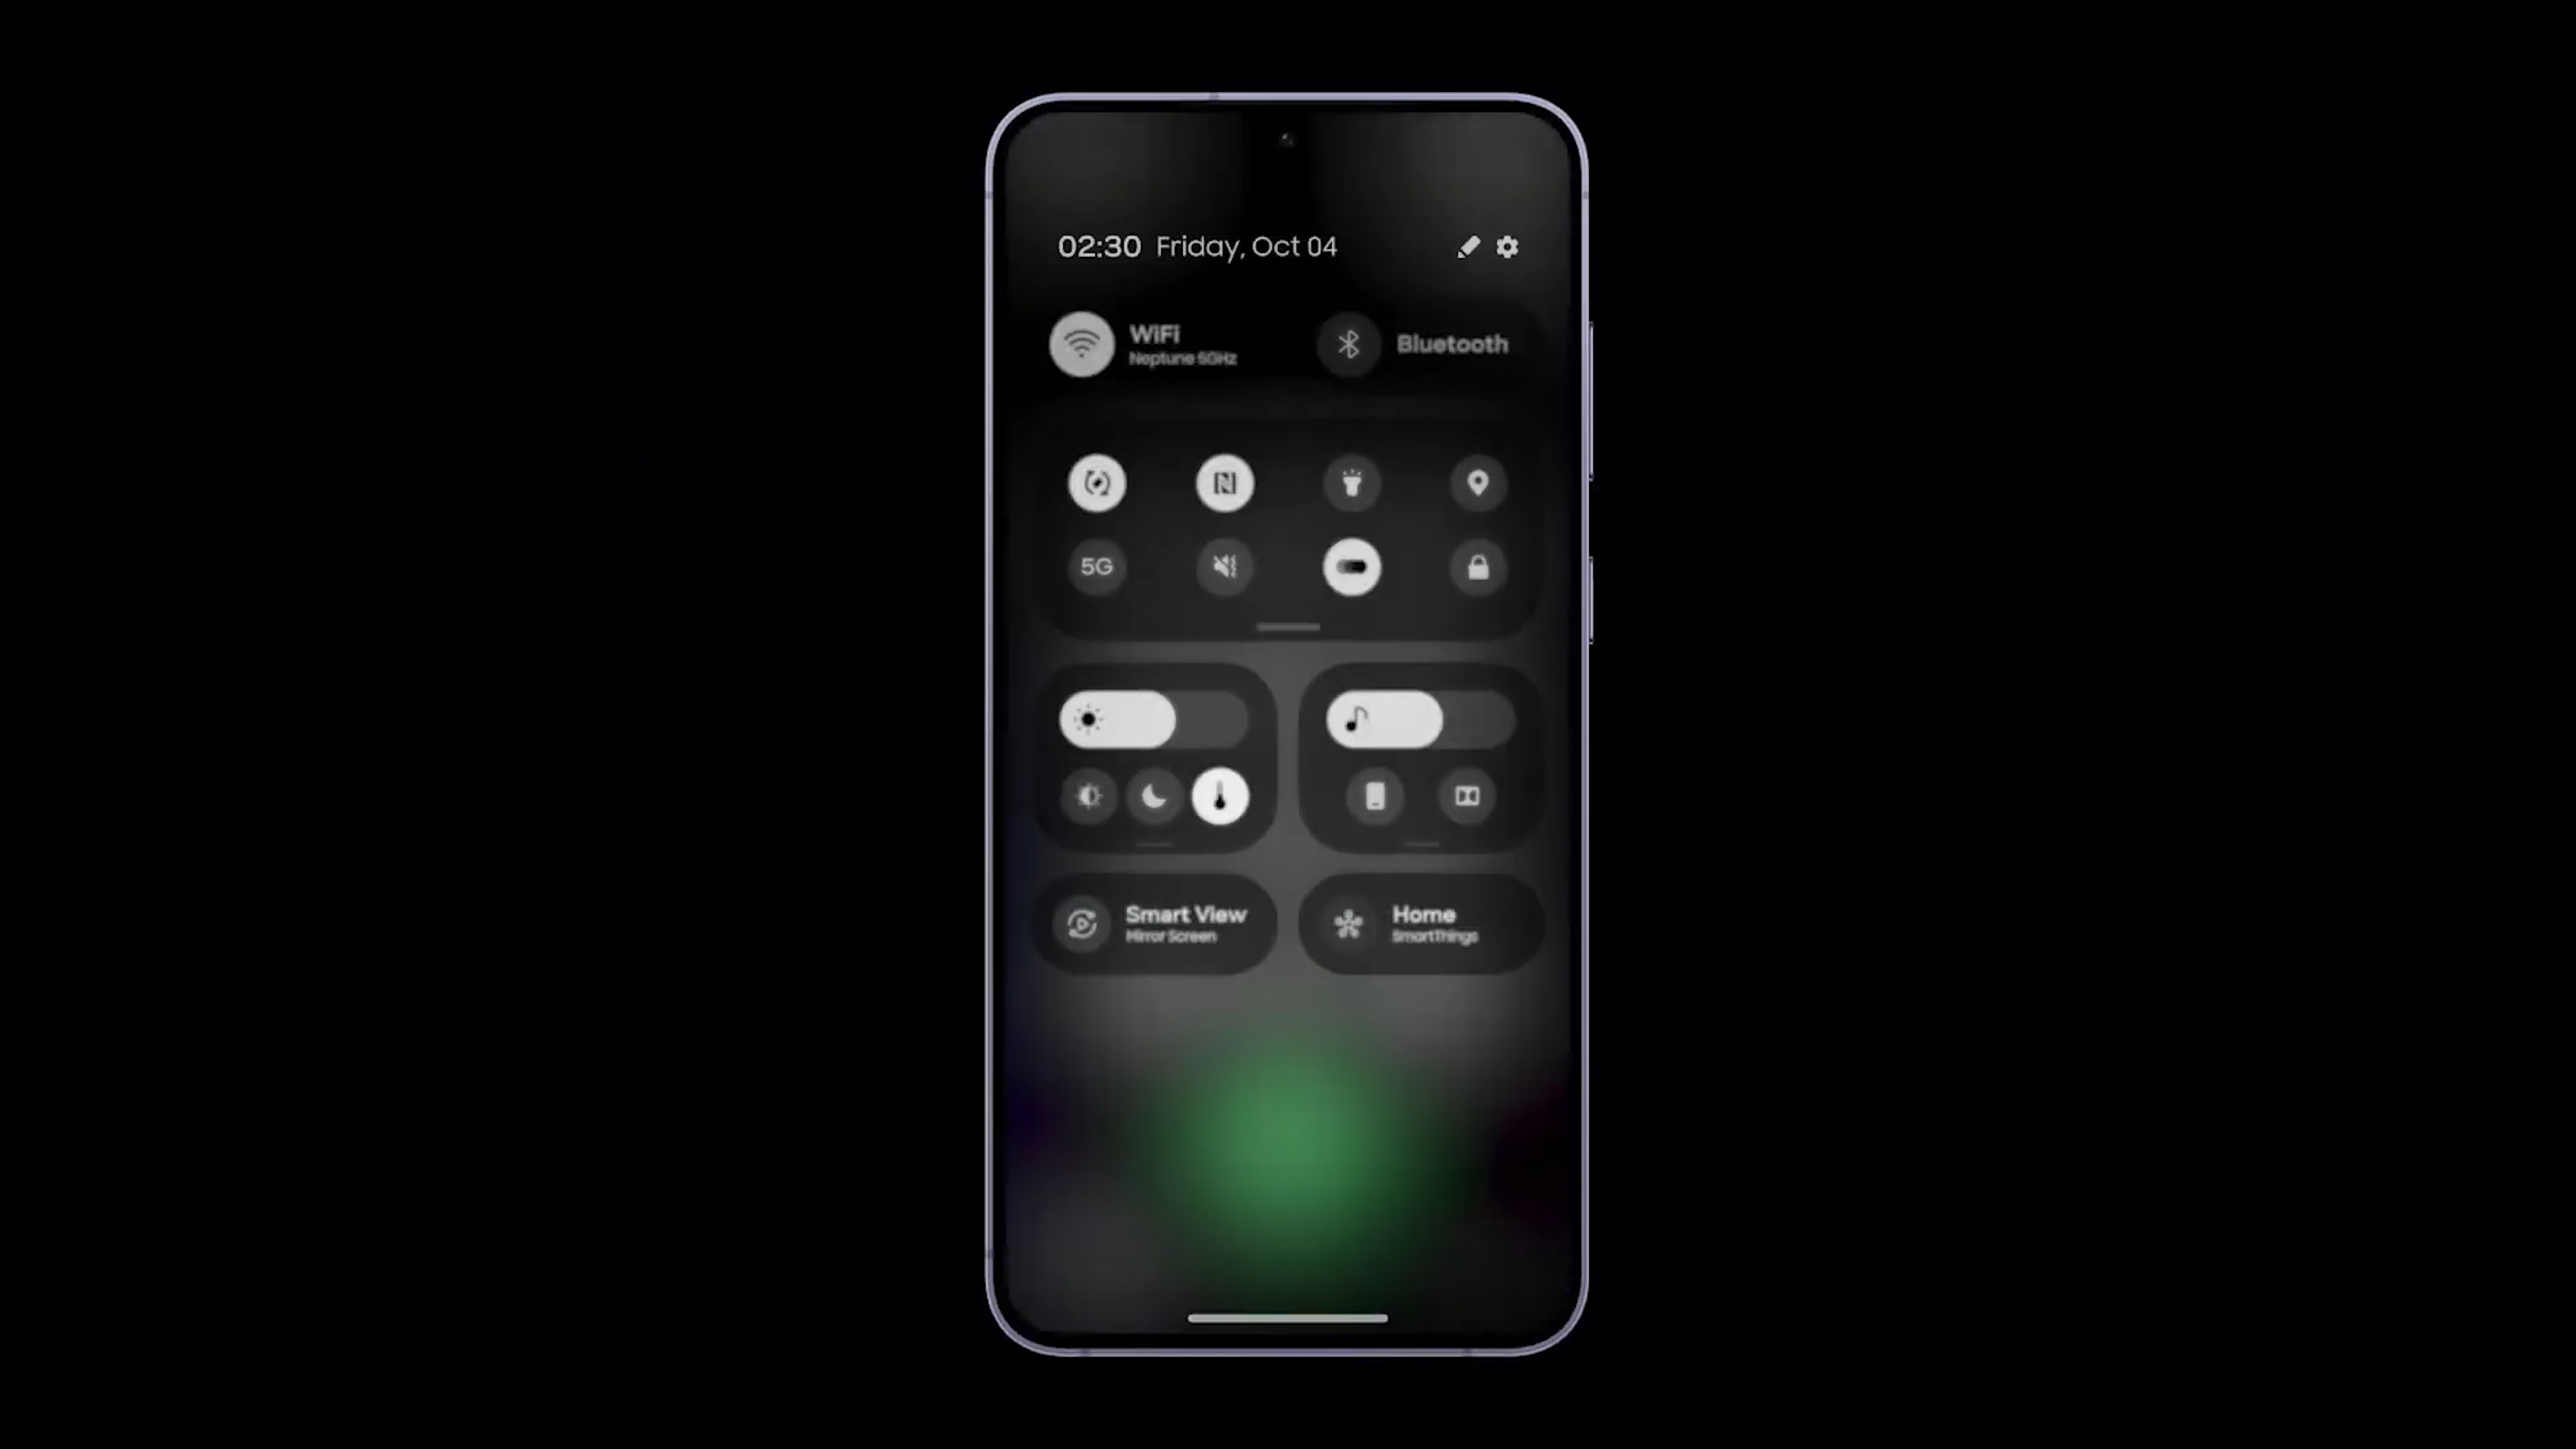 02:30 Friday, Oct 04
WiFi
Neptune 5GHz
Bluetooth
5G
Smart View
Mirror Screen
Home
SmartThings